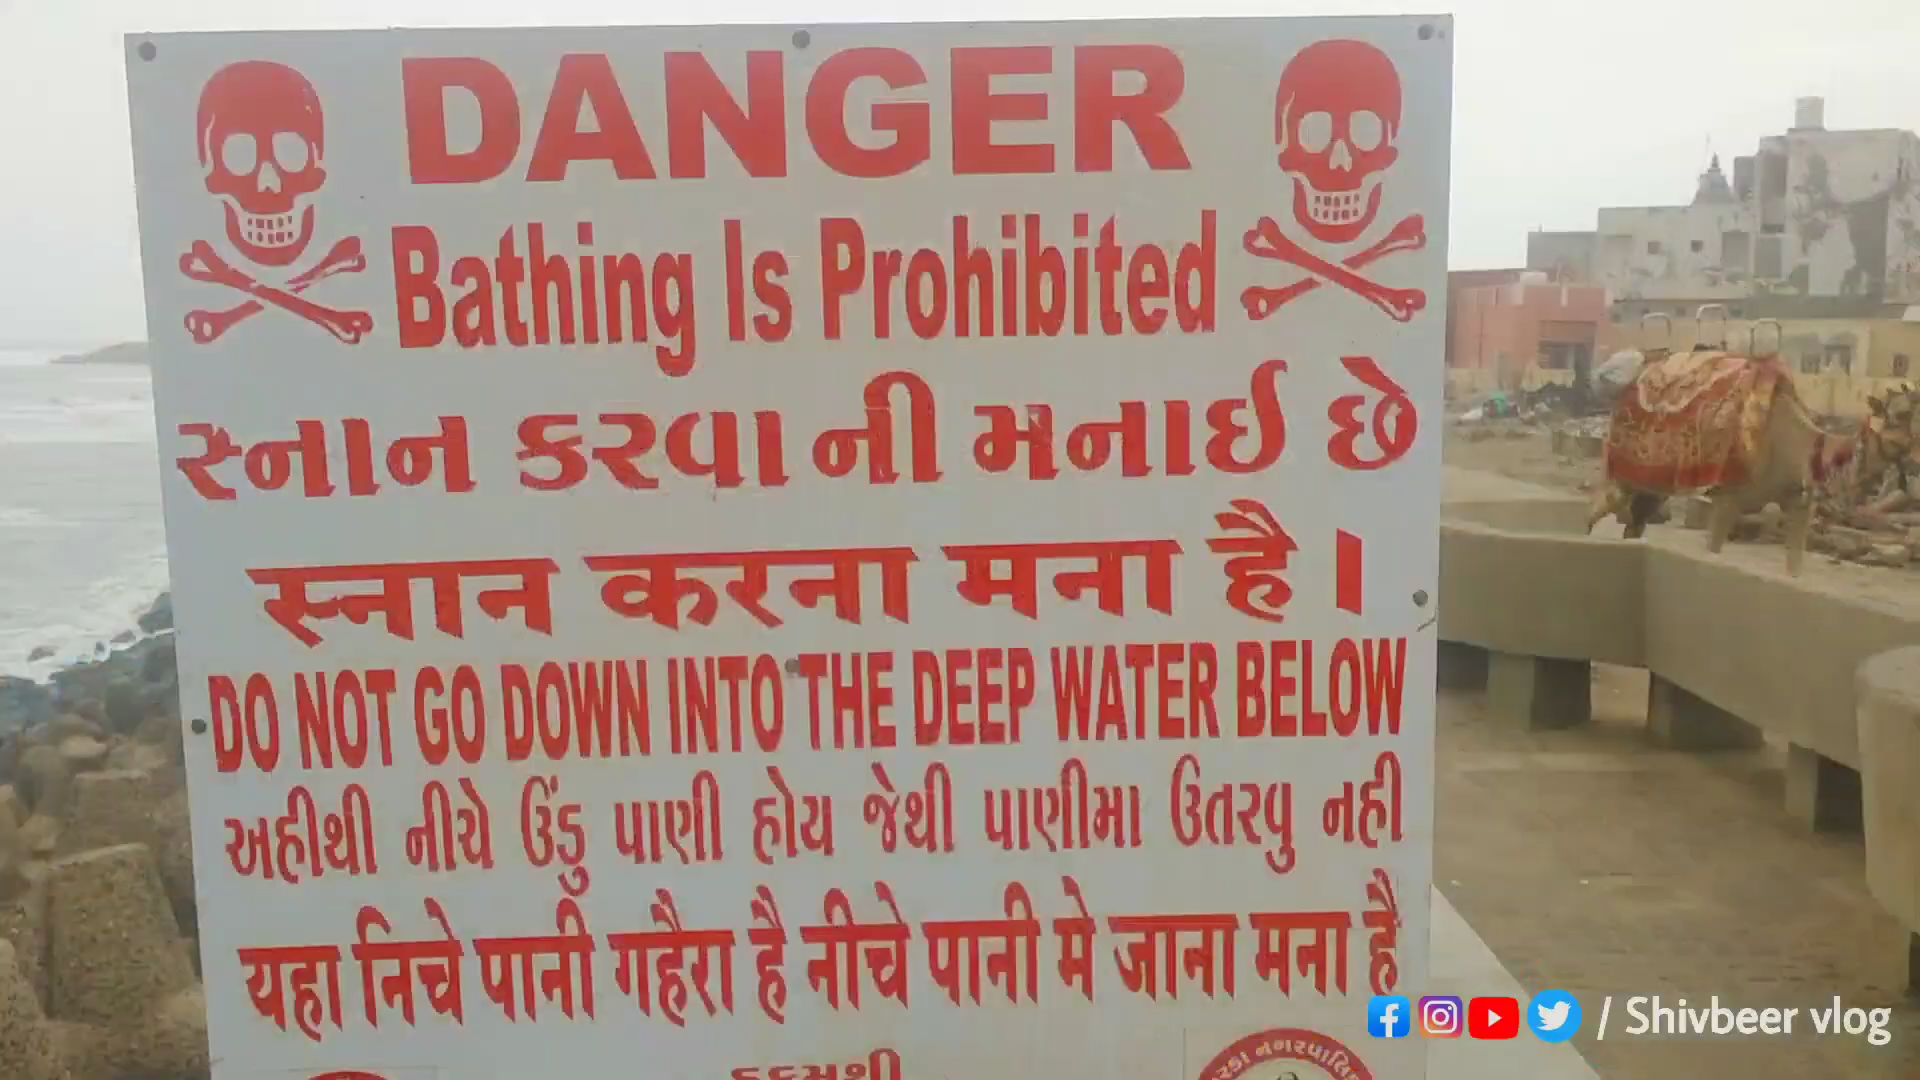 DANGER
Bathing Is Prohibited
સ્નાન કરવા ની મનાઈ છે
स्नान करना मना है ।
DO NOT GO DOWN INTO THE DEEP WATER BELOW
અહીથી નીચે ઉંડુ પાણી હોય જેથી પાણીમા ઉતરવુ નહી
यहा निचे पानी गहैरा है नीचे पानी मे जाना मना है
/ Shivbeer vlog